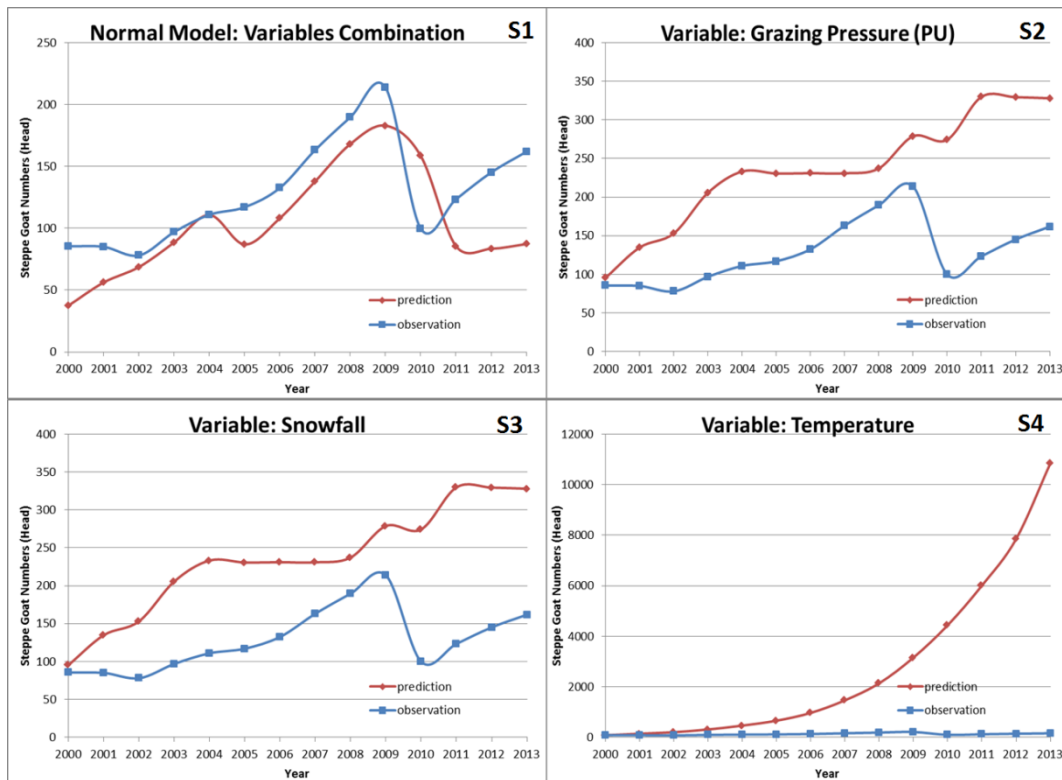 Normal Model: Variables Combination
S1
Steppe Goat Numbers (Head)
250
200
150
100
50
0
prediction
observation
2000 2001 2002 2003 2004 2005 2006 2007 2008 2009 2010 2011 2012 2013
Year
Variable: Grazing Pressure (PU)
S2
Steppe Goat Numbers (Head)
400
350
300
250
200
150
100
50
0
prediction
observation
2000 2001 2002 2003 2004 2005 2006 2007 2008 2009 2010 2011 2012 2013
Year
Variable: Snowfall
S3
Steppe Goat Numbers (Head)
400
350
300
250
200
150
100
50
0
prediction
observation
2000 2001 2002 2003 2004 2005 2006 2007 2008 2009 2010 2011 2012 2013
Year
Variable: Temperature
S4
Steppe Goat Numbers (Head)
12000
10000
8000
6000
4000
2000
0
prediction
observation
2000 2001 2002 2003 2004 2005 2006 2007 2008 2009 2010 2011 2012 2013
Year